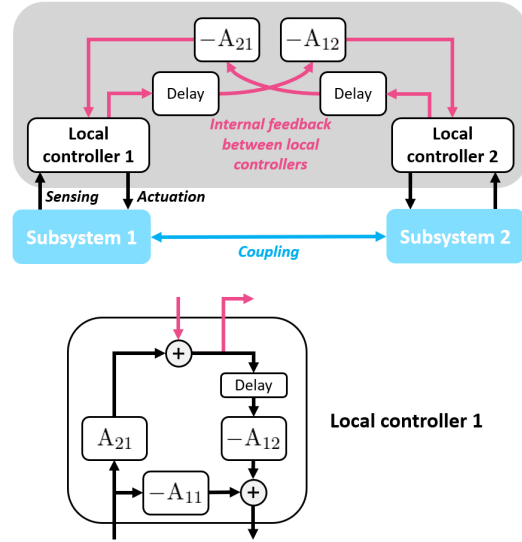 −A21
−A12
Delay
Delay
Internal feedback
between local
controllers
Local
controller 1
Local
controller 2
Sensing
Actuation
Subsystem 1
Subsystem 2
Coupling
+
Delay
A21
−A12
Local controller 1
−A11
+